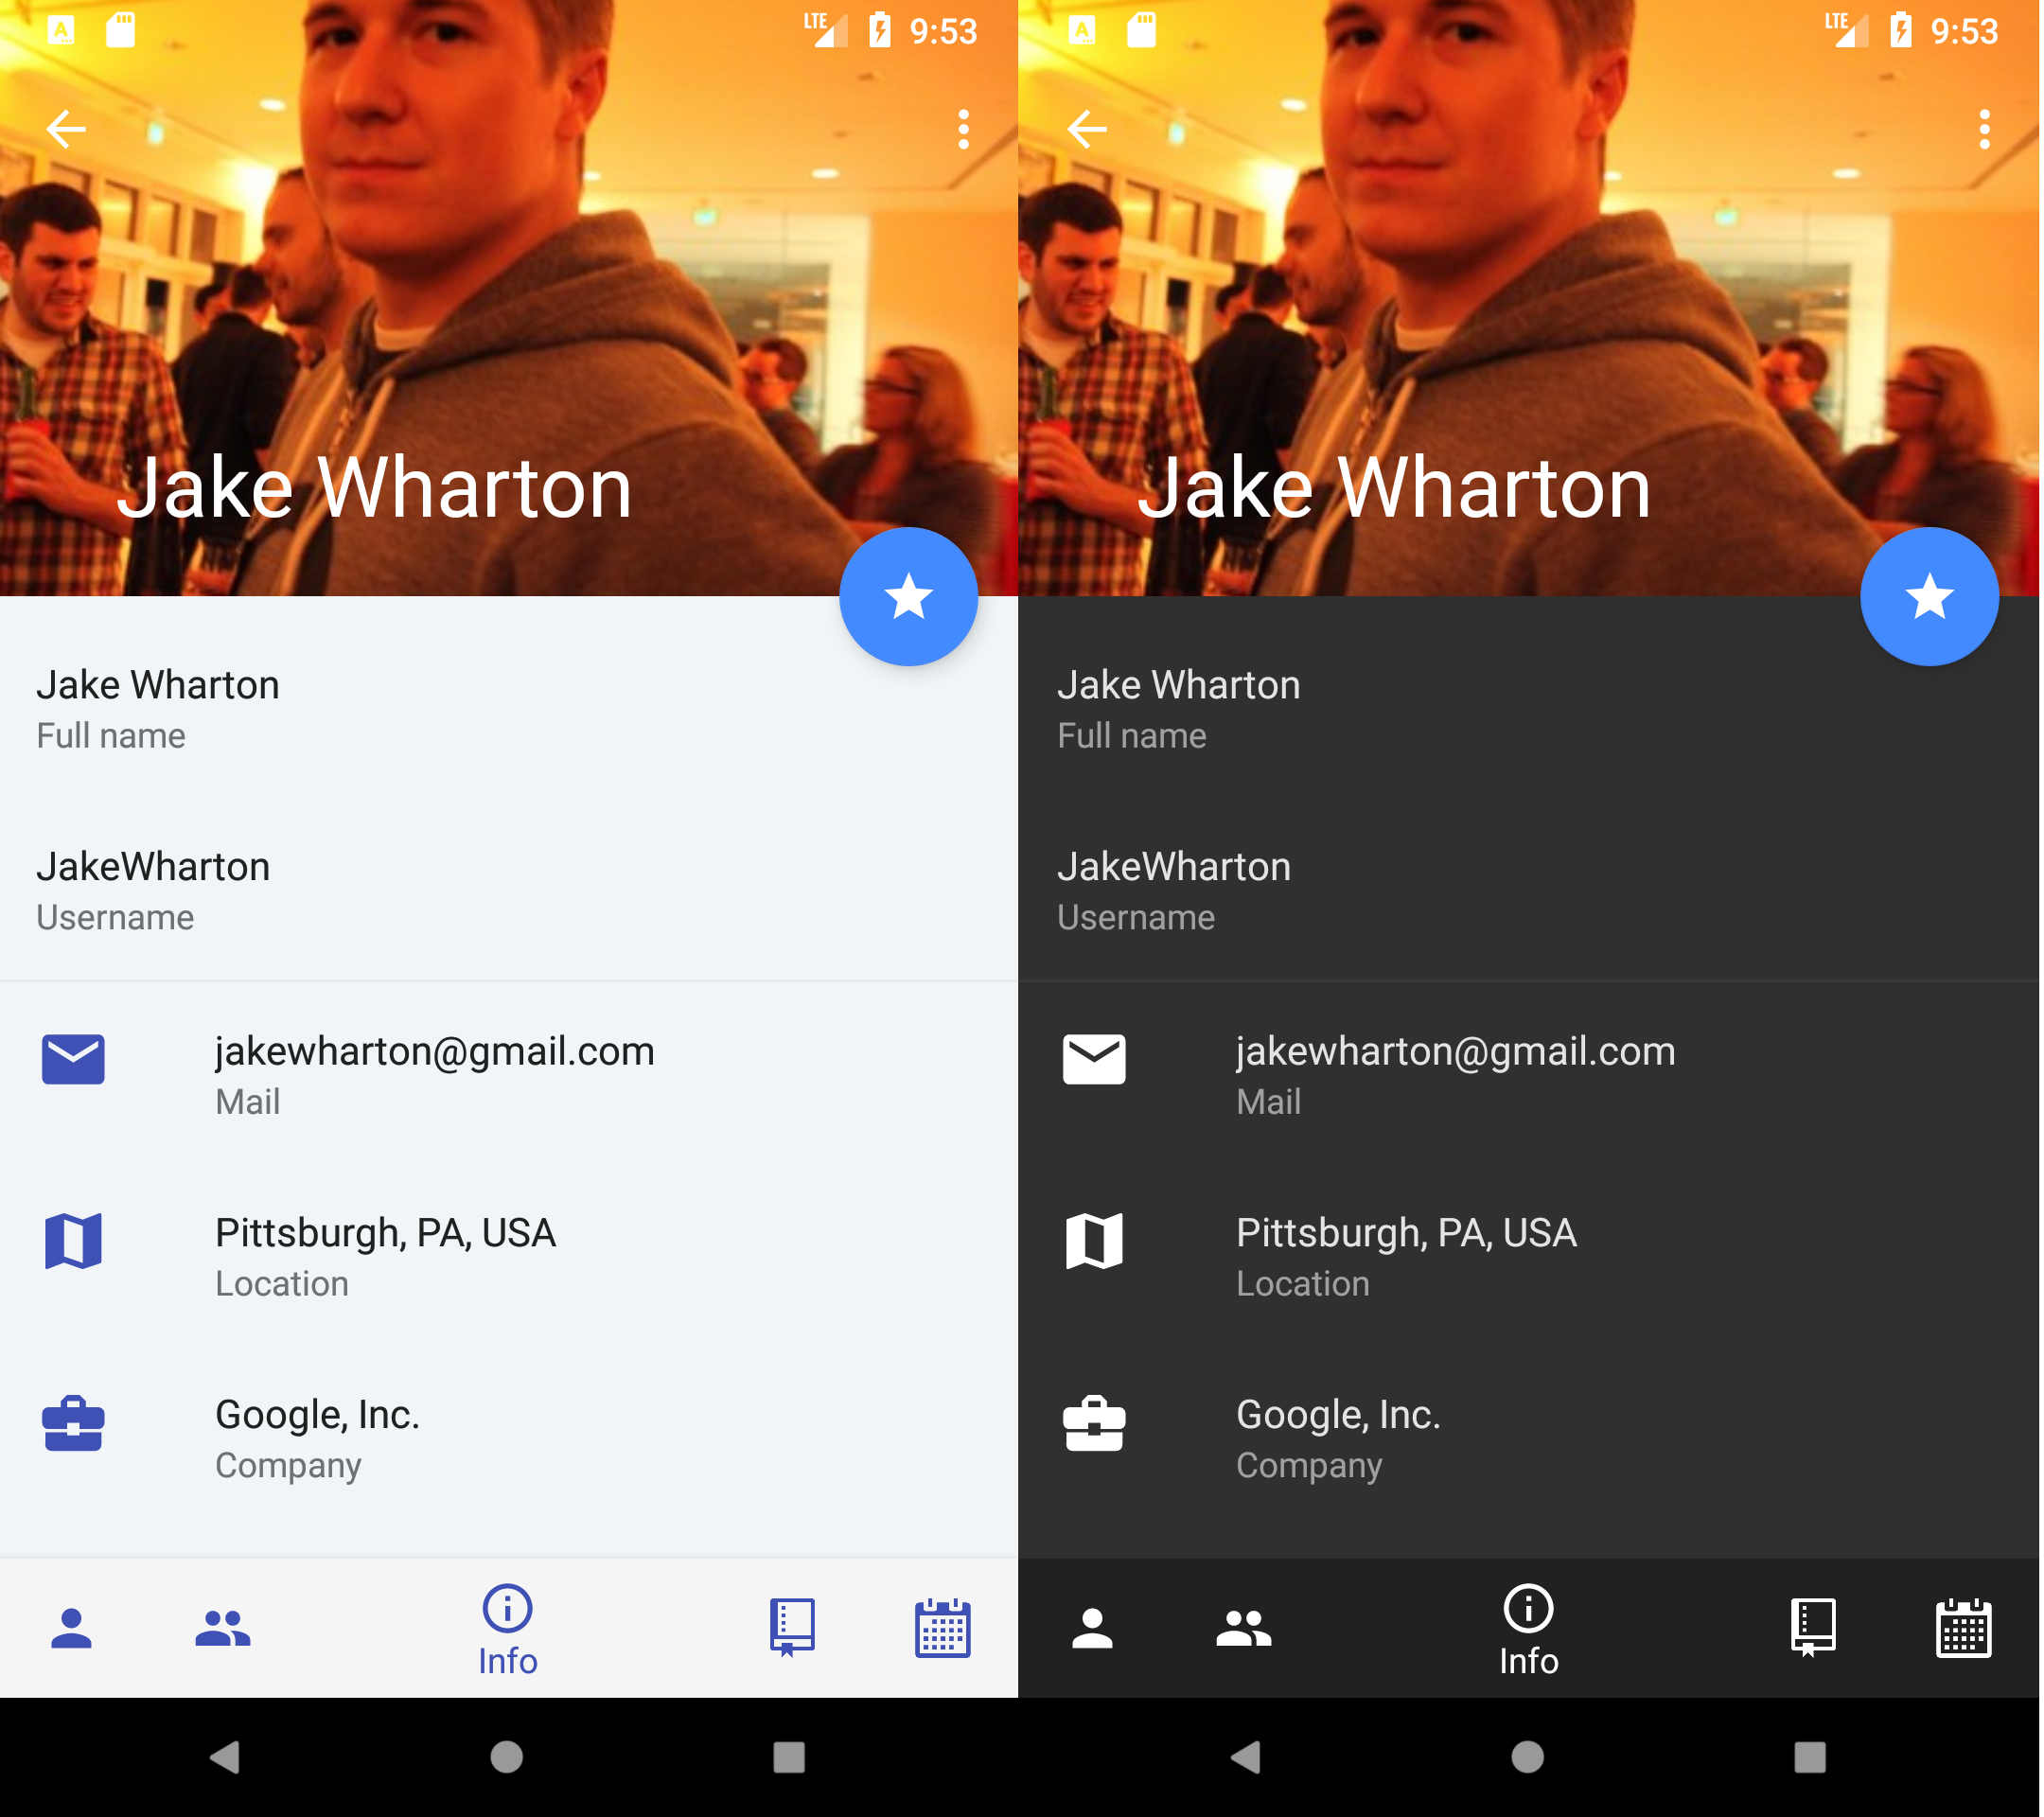 A
LTE
9:53
Jake Wharton
Jake Wharton
Full name
JakeWharton
Username
jakewharton@gmail.com
Mail
Pittsburgh, PA, USA
Location
Google, Inc.
Company
Info
A
LTE
9:53
Jake Wharton
Jake Wharton
Full name
JakeWharton
Username
jakewharton@gmail.com
Mail
Pittsburgh, PA, USA
Location
Google, Inc.
Company
Info